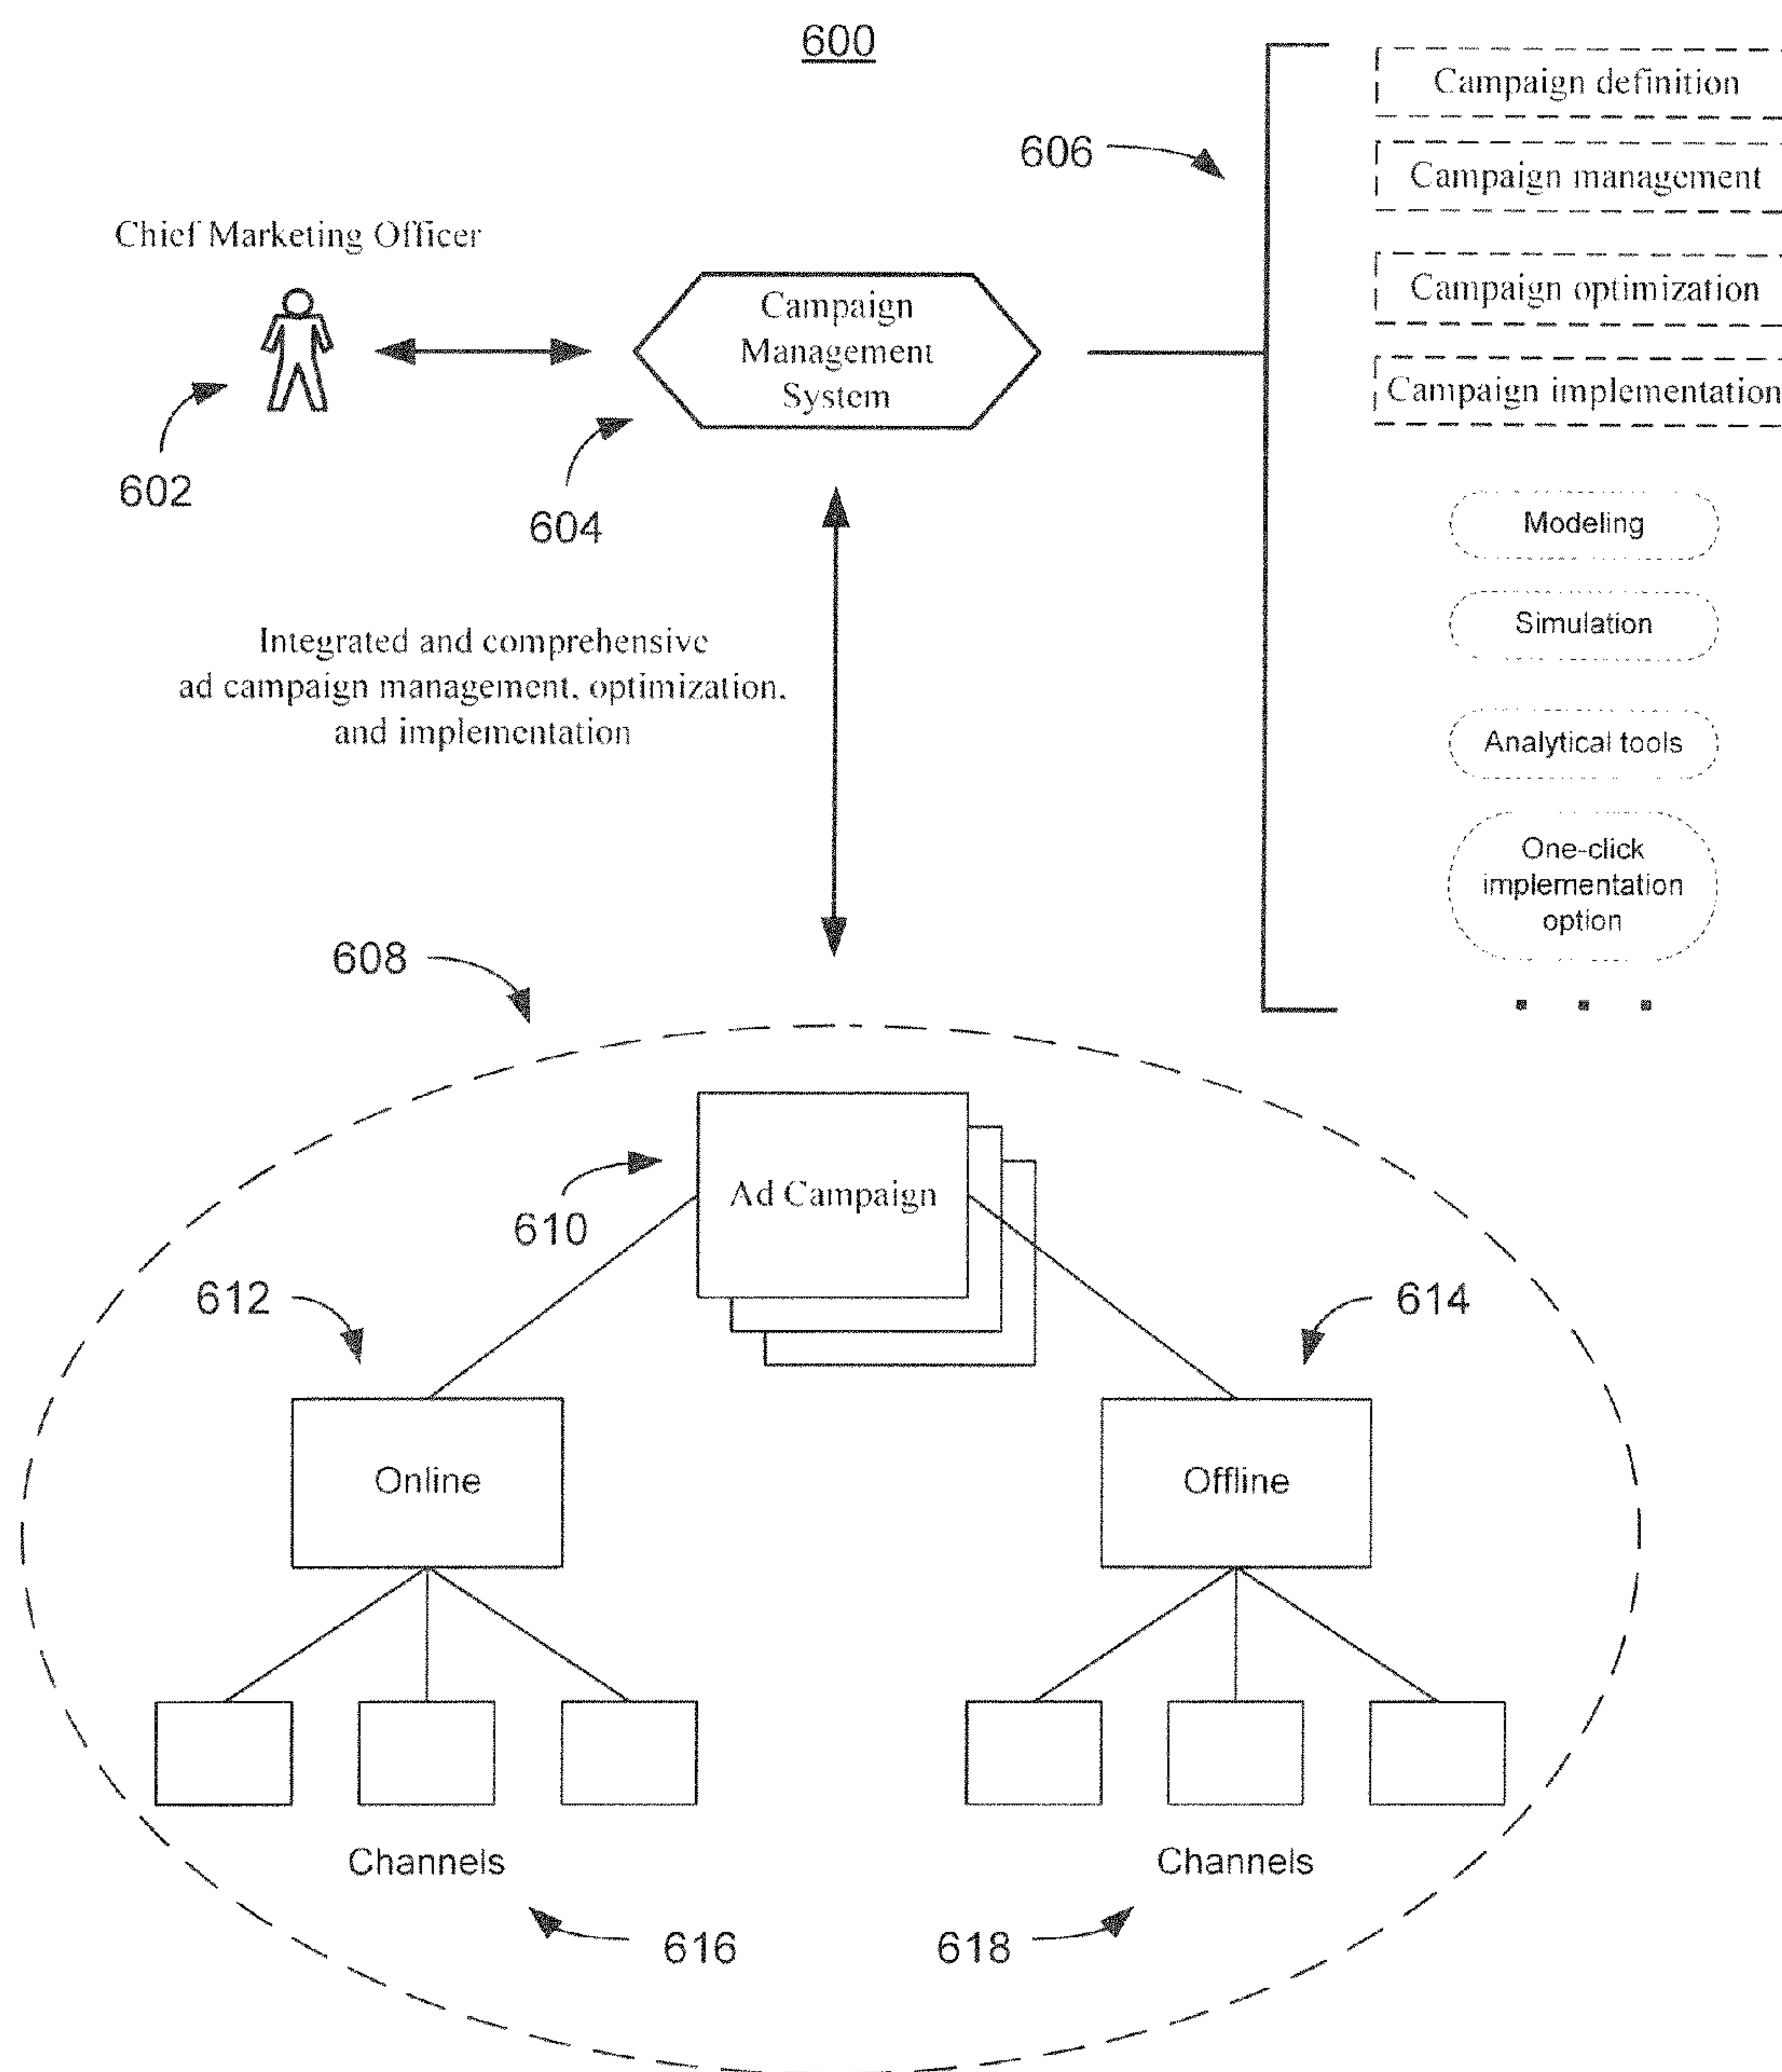 600
Campaign definition
606
Campaign management
Chief Marketing Officer
Campaign optimization
Campaign
Management
System
Campaign implementation
602
604
Modeling
Simulation
Integrated and comprehensive
ad campaign management, optimization,
and implementation
Analytical tools
One-click
implementation
option
608
. . .
Ad Campaign
610
612
614
Online
Offline
Channels
Channels
616
618